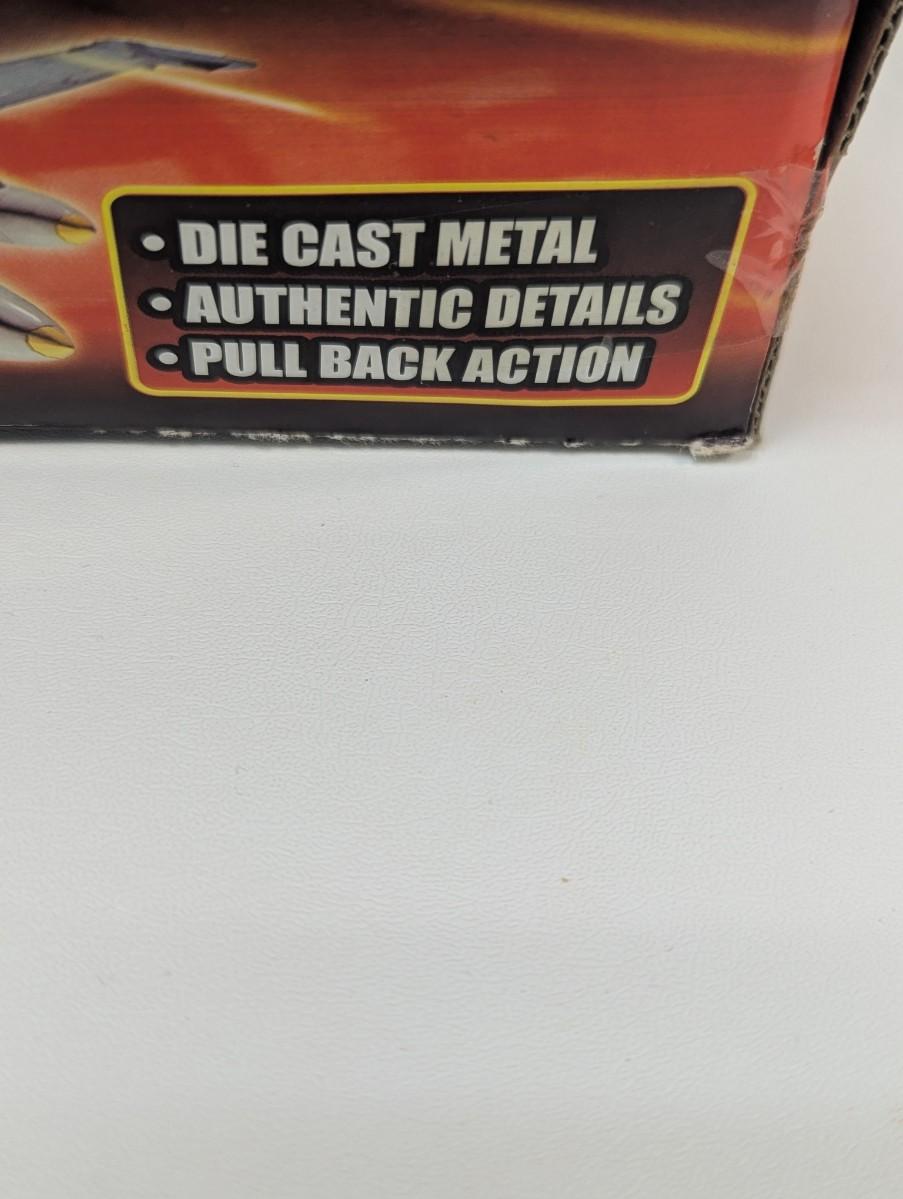 • DIE CAST METAL
• AUTHENTIC DETAILS
• PULL BACK ACTION